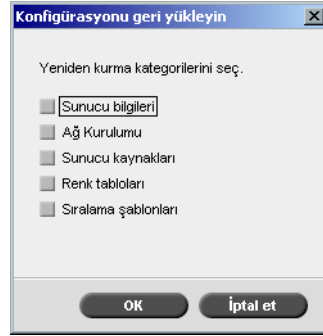 Konfigürasyonu geri yükleyin
Yeniden kurma kategorilerini seç.
Sunucu bilgileri
Ağ Kurulumu
Sunucu kaynakları
Renk tabloları
Sıralama şablonları
OK
İptal et